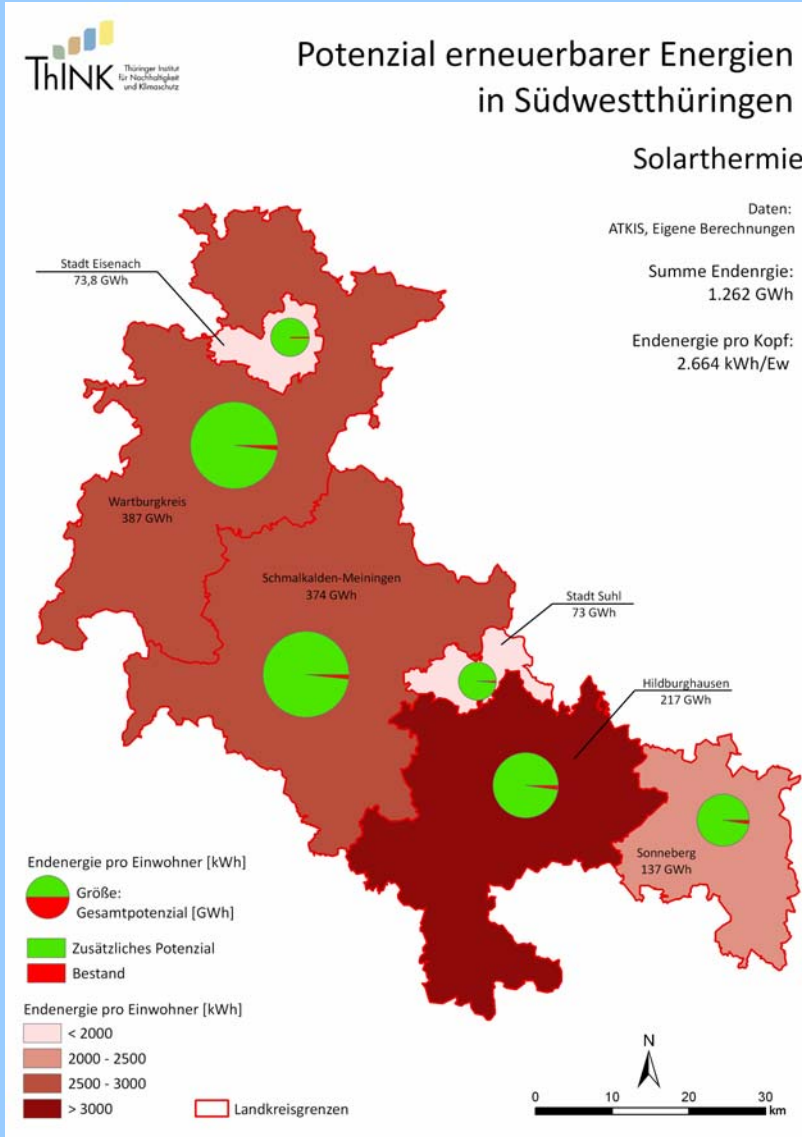 ThINK
Thüringer Institut
für Nachhaltigkeit
und Klimaschutz
Potenzial erneuerbarer Energien
in Südwestthüringen
Solarthermie
Daten:
ATKIS, Eigene Berechnungen
Summe Endenrgie:
1.262 GWh
Endenergie pro Kopf:
2.664 kWh/Ew
Stadt Eisenach
73,8 GWh
Wartburgkreis
387 GWh
Schmalkalden-Meiningen
374 GWh
Stadt Suhl
73 GWh
Hildburghausen
217 GWh
Sonneberg
137 GWh
Endenergie pro Einwohner [kWh]
Größe:
Gesamtpotenzial [GWh]
Zusätzliches Potenzial
Bestand
Endenergie pro Einwohner [kWh]
< 2000
2000 - 2500
2500 - 3000
> 3000
Landkreisgrenzen
N
0 10 20 30
km